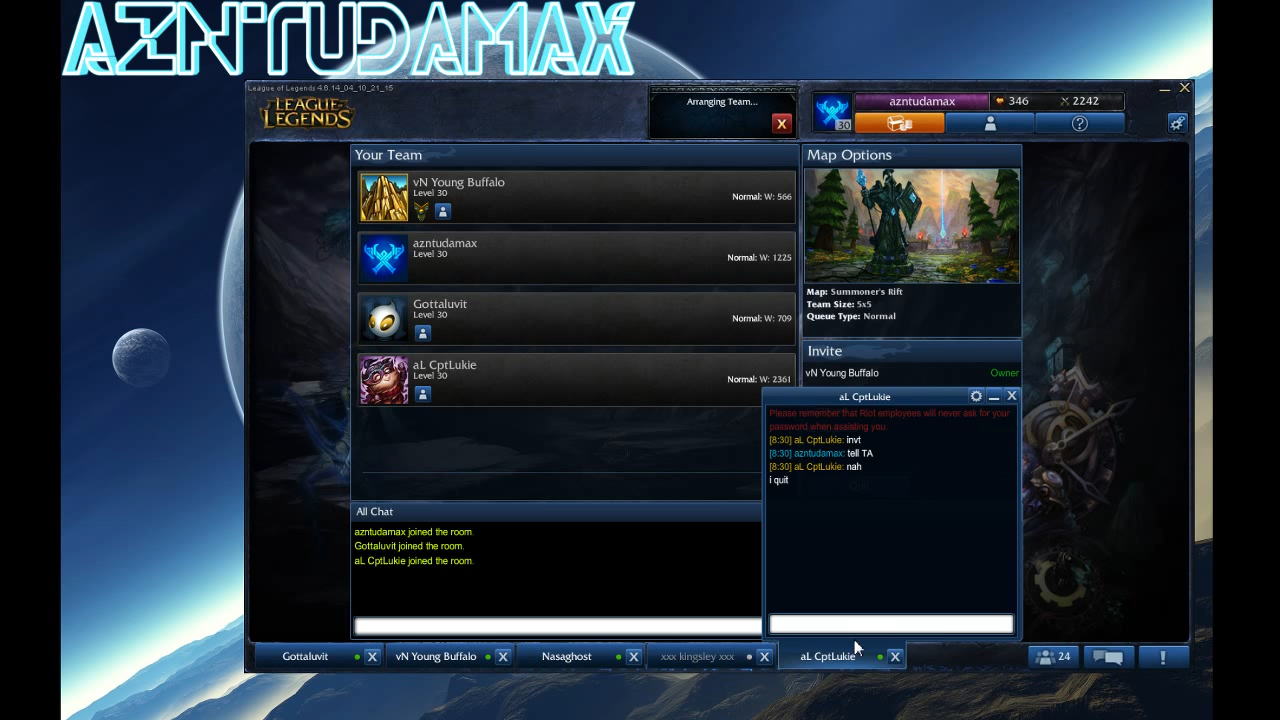 AZNTUDAMAX
League of Legends 4.6.14_04_10_21_15
LEAGUE OF LEGENDS
Arranging Team...
X
30
azntudamax
346
2242
?
Your Team
vN Young Buffalo
Level 30
Normal: W: 566
azntudamax
Level 30
Normal: W: 1225
Gottaluvit
Level 30
Normal: W: 709
aL CptLukie
Level 30
Normal: W: 2361
Map Options
Map: Summoner's Rift
Team Size: 5x5
Queue Type: Normal
Invite
vN Young Buffalo Owner
aL CptLukie
Please remember that Riot employees will never ask for your
password when assisting you.
[8:30] aL CptLukie: invt
[8:30] azntudamax: tell TA
[8:30] aL CptLukie: nah
i quit
All Chat
azntudamax joined the room.
Gottaluvit joined the room.
aL CptLukie joined the room.
Gottaluvit X vN Young Buffalo X Nasaghost X xxx kingsley xxx X aL CptLukie X
24
!